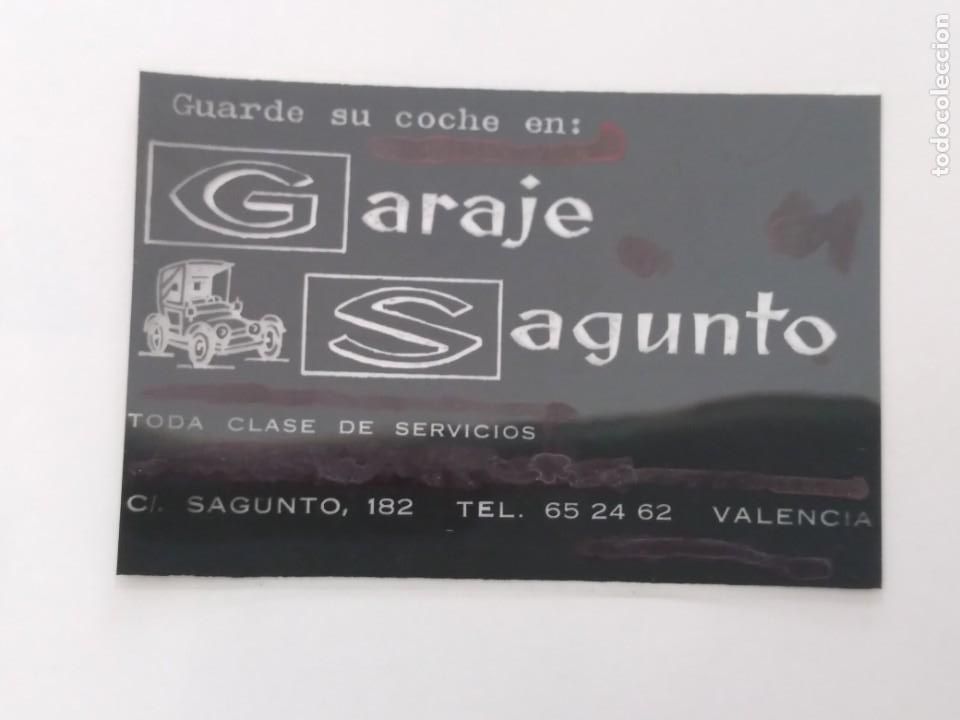 Guarde su coche en:
Garaje
Sagunto
TODA CLASE DE SERVICIOS
C/. SAGUNTO, 182 TEL. 65 24 62 VALENCIA
todocoleccion